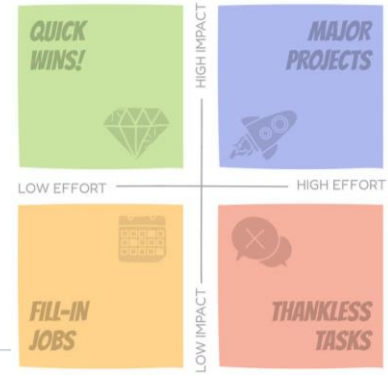 QUICK
WINS!
HIGH IMPACT
MAJOR
PROJECTS
LOW EFFORT
HIGH EFFORT
FILL-IN
JOBS
LOW IMPACT
THANKLESS
TASKS